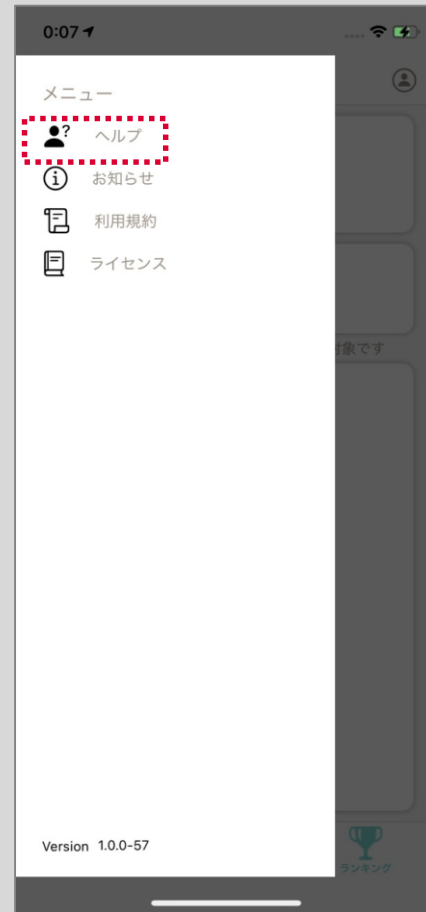 0:07
メニュー
ヘルプ
お知らせ
利用規約
ライセンス
対象です
Version 1.0.0-57
ランキング